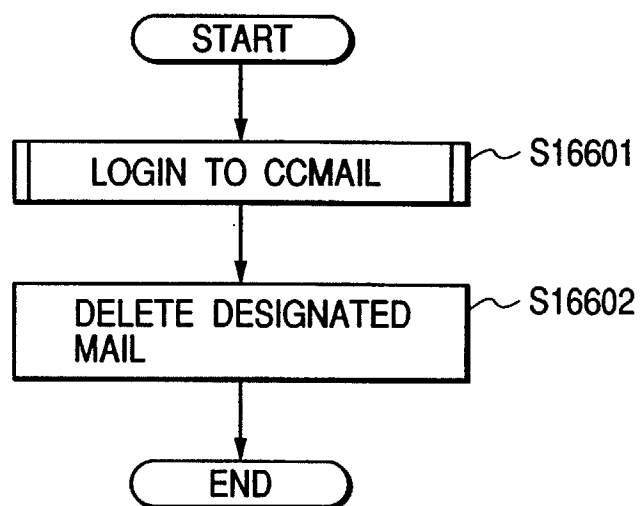 START
LOGIN TO CCMAIL
S16601
DELETE DESIGNATED
MAIL
S16602
END